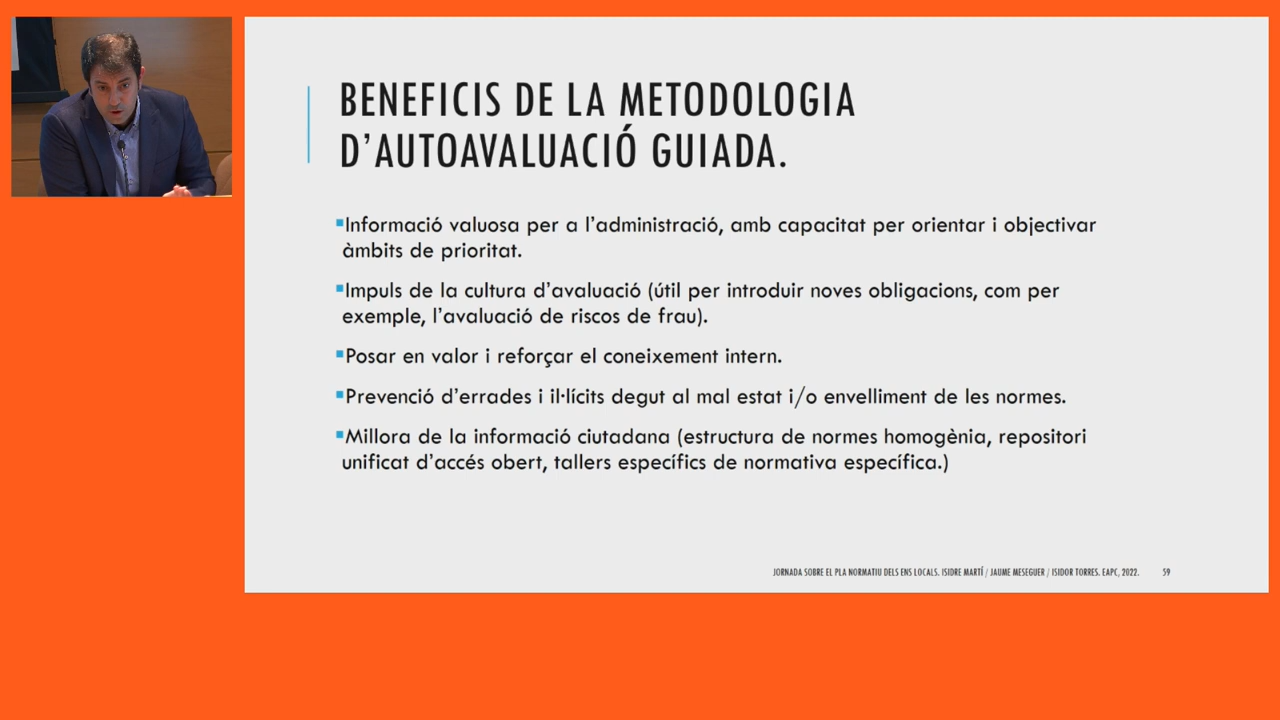 BENEFICIS DE LA METODOLOGIA
D’AUTOAVALUACIÓ GUIADA.
▪Informació valuosa per a l’administració, amb capacitat per orientar i objectivar
àmbits de prioritat.
▪Impuls de la cultura d’avaluació (útil per introduir noves obligacions, com per
exemple, l’avaluació de riscos de frau).
▪Posar en valor i reforçar el coneixement intern.
▪Prevenció d’errades i il·lícits degut al mal estat i/o envelliment de les normes.
▪Millora de la informació ciutadana (estructura de normes homogènia, repositori
unificat d’accés obert, tallers específics de normativa específica.)
JORNADA SOBRE EL PLA NORMATIU DELS ENS LOCALS. ISIDRE MARTÍ / JAUME MESEGUER / ISIDOR TORRES. EAPC, 2022. 59